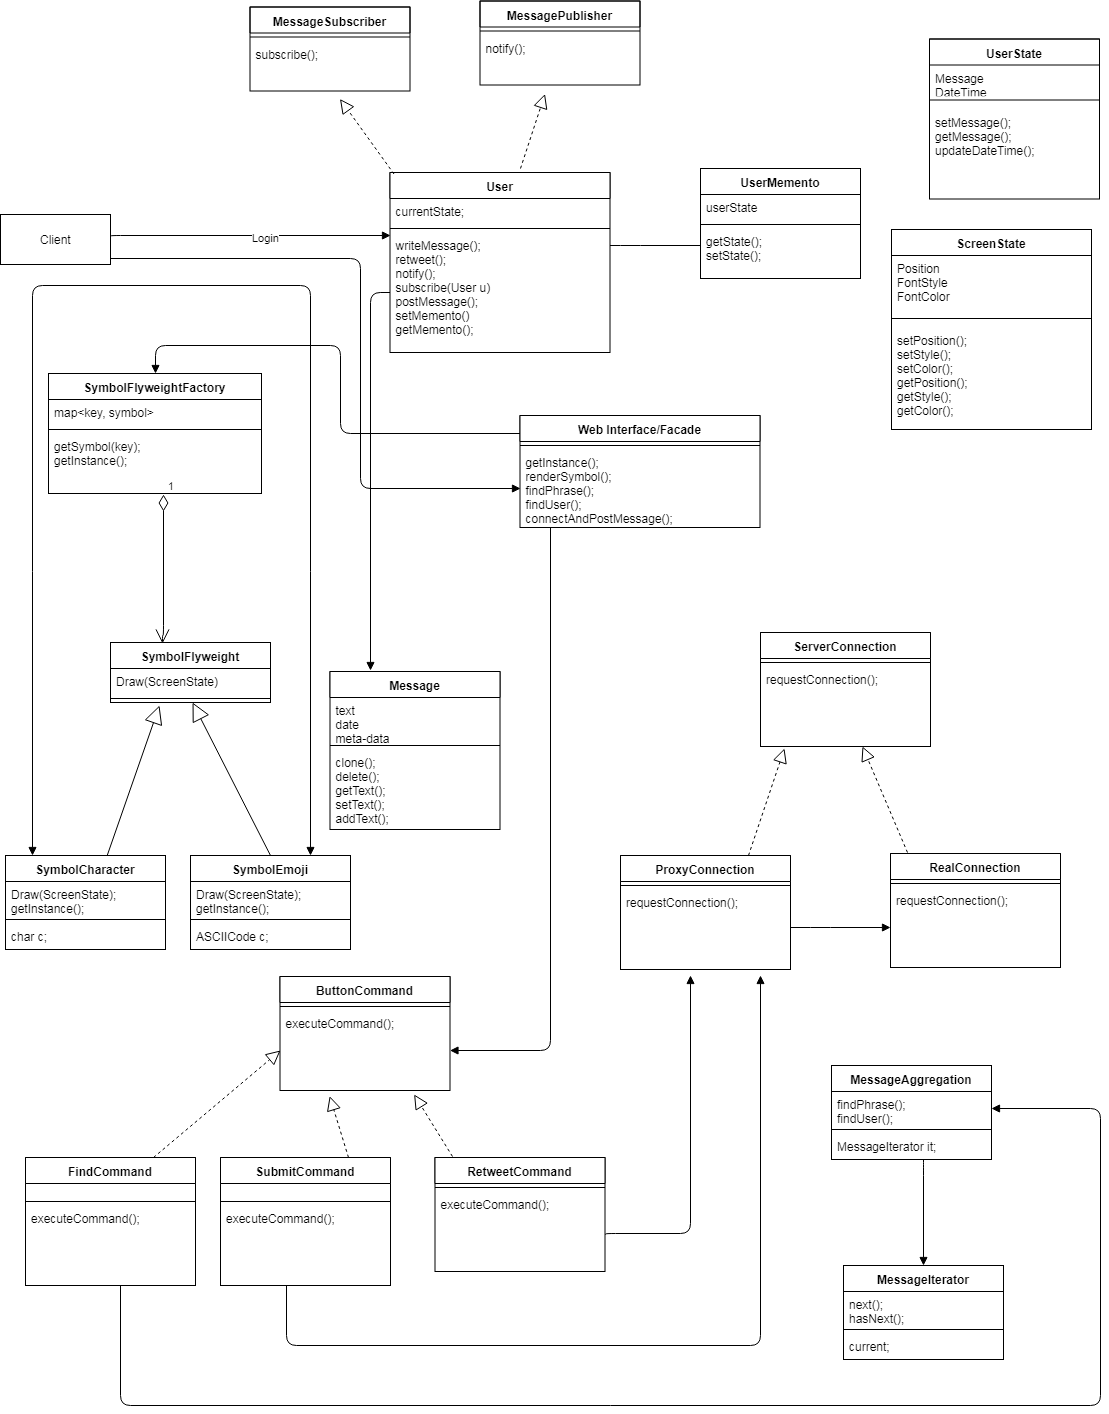 MessageSubscriber
subscribe();
MessagePublisher
notify();
UserState
Message
DateTime
setMessage();
getMessage();
updateDateTime();
User
currentState;
writeMessage();
retweet();
notify();
subscribe(User u)
postMessage();
setMemento()
getMemento();
UserMemento
userState
getState();
setState();
Client
Login
ScreenState
Position
FontStyle
FontColor
setPosition();
setStyle();
setColor();
getPosition();
getStyle();
getColor();
SymbolFlyweightFactory
map<key, symbol>
getSymbol(key);
getInstance();
1
Web Interface/Facade
getInstance();
renderSymbol();
findPhrase();
findUser();
connectAndPostMessage();
SymbolFlyweight
Draw(ScreenState)
Message
text
date
meta-data
clone();
delete();
getText();
setText();
addText();
ServerConnection
requestConnection();
SymbolCharacter
Draw(ScreenState);
getInstance();
char c;
SymbolEmoji
Draw(ScreenState);
getInstance();
ASCIICode c;
ProxyConnection
requestConnection();
RealConnection
requestConnection();
ButtonCommand
executeCommand();
MessageAggregation
findPhrase();
findUser();
MessageIterator it;
FindCommand
executeCommand();
SubmitCommand
executeCommand();
RetweetCommand
executeCommand();
MessageIterator
next();
hasNext();
current;